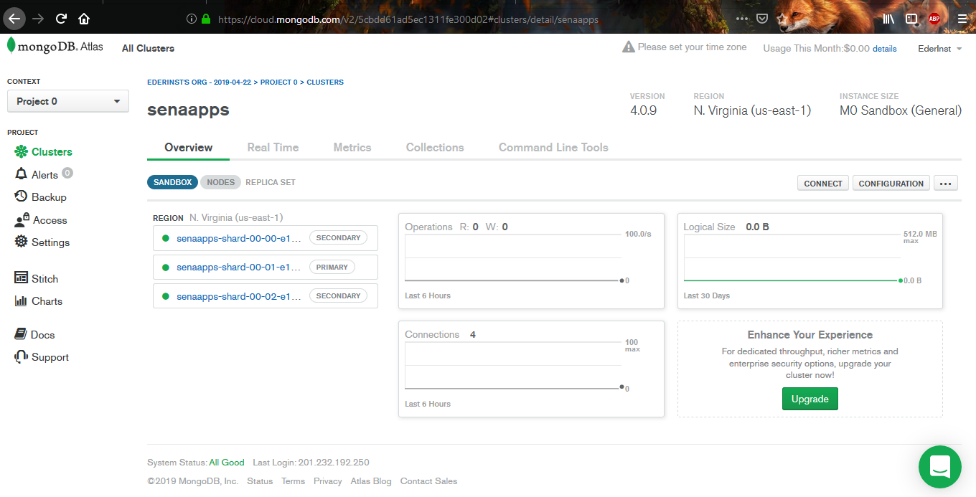 https://cloud.mongodb.com/v2/5cbdd61ad5ec1311fe300d02#clusters/detail/senaapps
ABP
mongoDB. Atlas
All Clusters
Please set your time zone
Usage This Month:$0.00 details
EderInst
CONTEXT
Project 0
PROJECT
Clusters
Alerts 0
Backup
Access
Settings
Stitch
Charts
Docs
Support
EDERINST'S ORG - 2019-04-22 > PROJECT 0 > CLUSTERS
senaapps
VERSION
4.0.9
REGION
N. Virginia (us-east-1)
INSTANCE SIZE
M0 Sandbox (General)
Overview
Real Time
Metrics
Collections
Command Line Tools
SANDBOX
NODES
REPLICA SET
CONNECT
CONFIGURATION
...
REGION N. Virginia (us-east-1)
senaapps-shard-00-00-e1... SECONDARY
senaapps-shard-00-01-e1... PRIMARY
senaapps-shard-00-02-e1... SECONDARY
Operations R: 0 W: 0
100.0/s
0
Last 6 Hours
Logical Size 0.0 B
512.0 MB
max
0.0 B
Last 30 Days
Connections 4
100
max
0
Last 6 Hours
Enhance Your Experience
For dedicated throughput, richer metrics and
enterprise security options, upgrade your
cluster now!
Upgrade
System Status: All Good Last Login: 201.232.192.250
©2019 MongoDB, Inc. Status Terms Privacy Atlas Blog Contact Sales